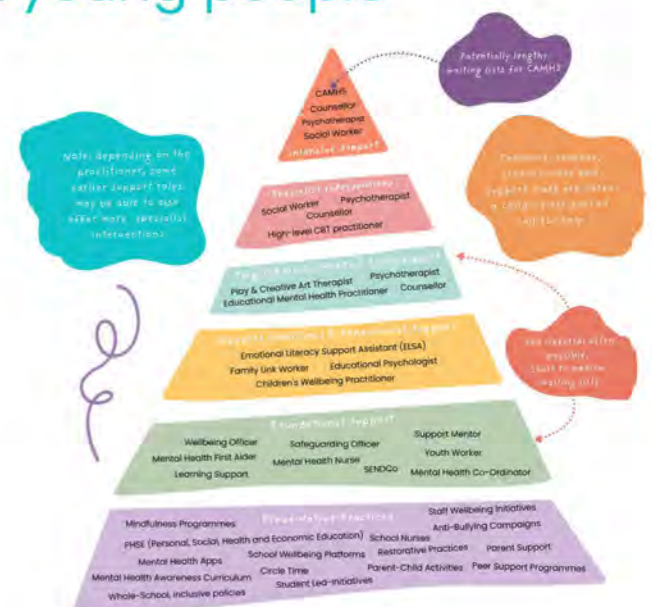 young people
Potentially lengthy
waiting lists for CAMHS
CAMHS
Counsellor
Psychotherapist
Social Worker
Intensive Support
Note: depending on the
practitioner, some
earlier support roles
may be able to also
offer more specialist
interventions
Specialist
Social Worker Psychotherapist
Counsellor
High-level CBT practitioner
Play & Creative Art Therapist Psychotherapist
Educational Mental Health Practitioner Counsellor
Support
Emotional Literacy Support Assistant (ELSA)
Family Link Worker Educational Psychologist
Children's Wellbeing Practitioner
possible
waiting lists
Foundational Support
Wellbeing Officer Safeguarding Officer Support Mentor
Mental Health First Aider Mental Health Nurse Youth Worker
Learning Support SENDCo Mental Health Co-Ordinator
Preventative Practices
Mindfulness Programmes Staff Wellbeing Initiatives
PHSE (Personal, Social, Health and Economic Education) School Nurses Anti-Bullying Campaigns
Mental Health Apps School Wellbeing Platforms Restorative Practices Parent Support
Mental Health Awareness Curriculum Circle Time Parent-Child Activities Peer Support Programmes
Whole-School, inclusive policies Student Led-Initiatives